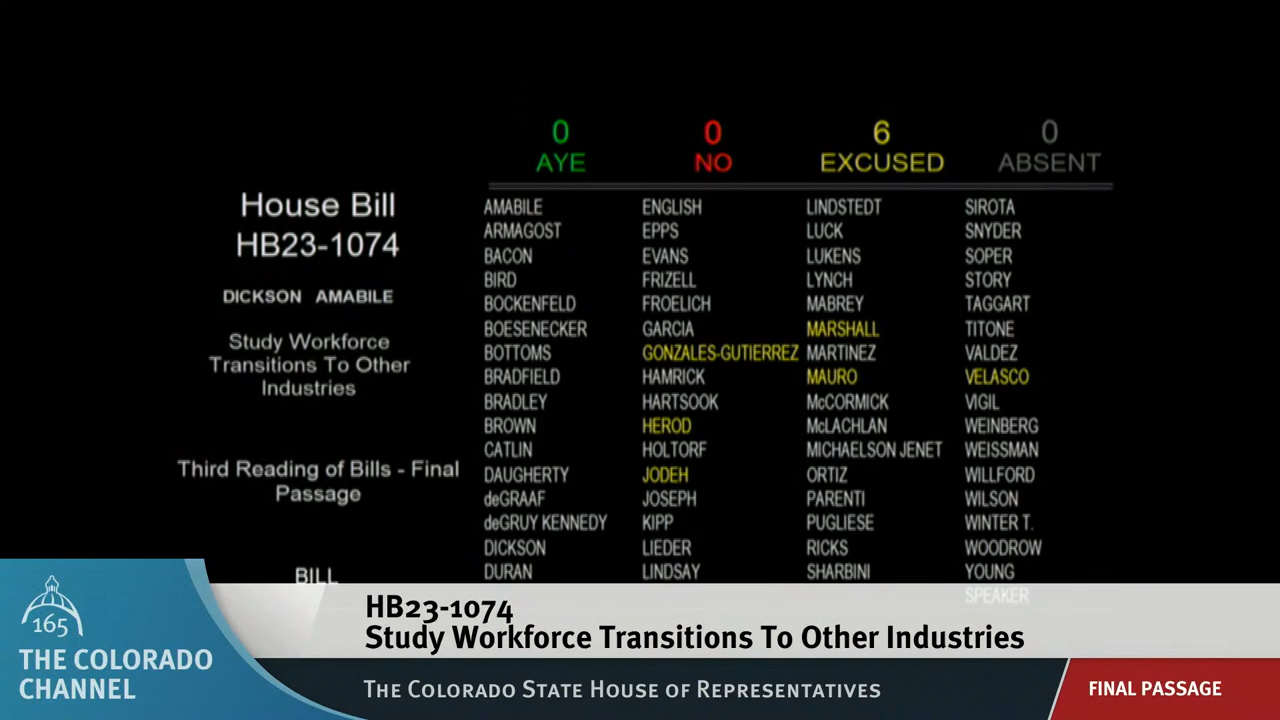 0 0 6 0
AYE NO EXCUSED ABSENT
House Bill
HB23-1074
DICKSON AMABILE
Study Workforce
Transitions To Other
Industries
Third Reading of Bills - Final
Passage
BILL
AMABILE ENGLISH LINDSTEDT SIROTA
ARMAGOST EPPS LUCK SNYDER
BACON EVANS LUKENS SOPER
BIRD FRIZELL LYNCH STORY
BOCKENFELD FROELICH MABREY TAGGART
BOESENECKER GARCIA MARSHALL TITONE
BOTTOMS GONZALES-GUTIERREZ MARTINEZ VALDEZ
BRADFIELD HAMRICK MAURO VELASCO
BRADLEY HARTSOOK McCORMICK VIGIL
BROWN HEROD McLACHLAN WEINBERG
CATLIN HOLTORF MICHAELSON JENET WEISSMAN
DAUGHERTY JODEH ORTIZ WILLFORD
deGRAAF JOSEPH PARENTI WILSON
deGRUY KENNEDY KIPP PUGLIESE WINTER T.
DICKSON LIEDER RICKS WOODROW
DURAN LINDSAY SHARBINI YOUNG
SPEAKER
HB23-1074
Study Workforce Transitions To Other Industries
165
THE COLORADO
CHANNEL
THE COLORADO STATE HOUSE OF REPRESENTATIVES
FINAL PASSAGE